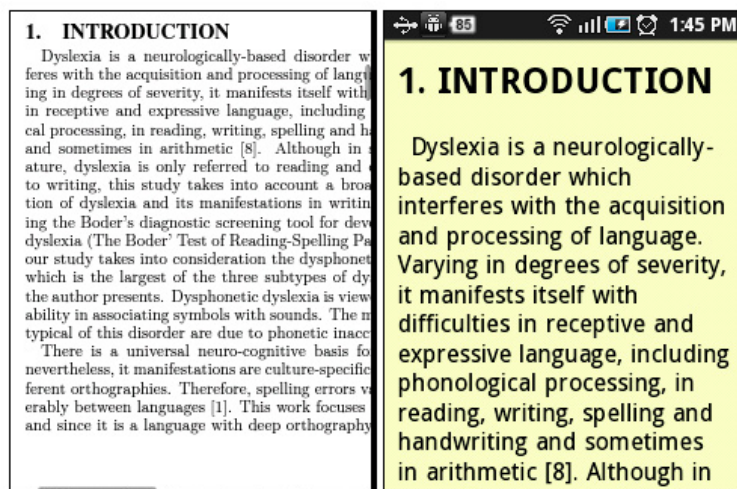 1. INTRODUCTION
Dyslexia is a neurologically-based disorder w
feres with the acquisition and processing of langu
ing in degrees of severity, it manifests itself with
in receptive and expressive language, including
cal processing, in reading, writing, spelling and ha
and sometimes in arithmetic [8]. Although in
ature, dyslexia is only referred to reading and
to writing, this study takes into account a broa
tion of dyslexia and its manifestations in writin
ing the Boder's diagnostic screening tool for deve
dyslexia (The Boder' Test of Reading-Spelling Pa
our study takes into consideration the dysphonet
which is the largest of the three subtypes of dy
the author presents. Dysphonetic dyslexia is view
ability in associating symbols with sounds. The m
typical of this disorder are due to phonetic inacc
There is a universal neuro-cognitive basis fo
nevertheless, it manifestations are culture-specific
ferent orthographies. Therefore, spelling errors va
erably between languages [1]. This work focuses
and since it is a language with deep orthography
85 1:45 PM
1. INTRODUCTION
Dyslexia is a neurologically-
based disorder which
interferes with the acquisition
and processing of language.
Varying in degrees of severity,
it manifests itself with
difficulties in receptive and
expressive language, including
phonological processing, in
reading, writing, spelling and
handwriting and sometimes
in arithmetic [8]. Although in